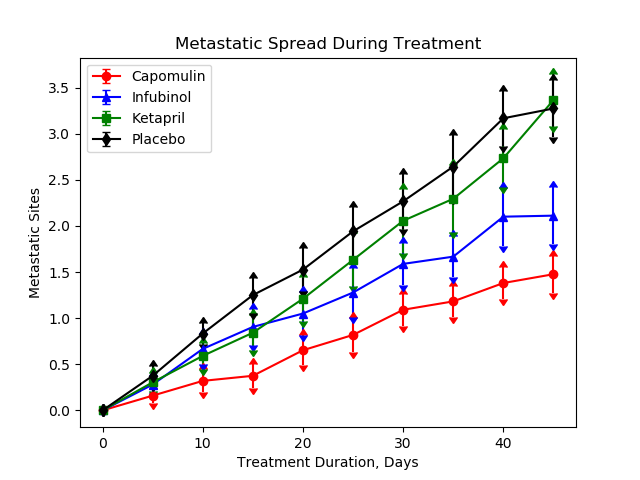 Metastatic Spread During Treatment
Capomulin
Infubinol
Ketapril
Placebo
Metastatic Sites
3.5
3.0
2.5
2.0
1.5
1.0
0.5
0.0
0 10 20 30 40
Treatment Duration, Days